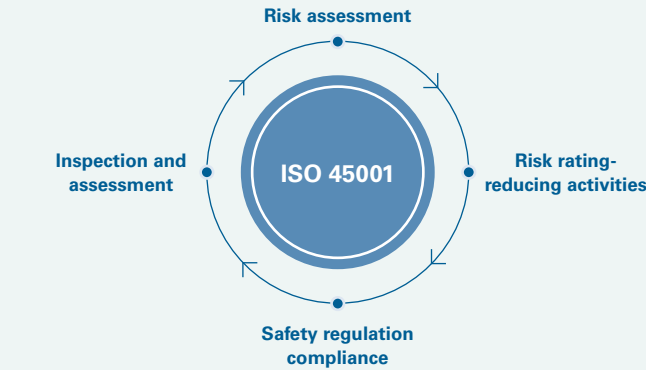 Risk assessment
Inspection and
assessment
ISO 45001
Risk rating-
reducing activities
Safety regulation
compliance